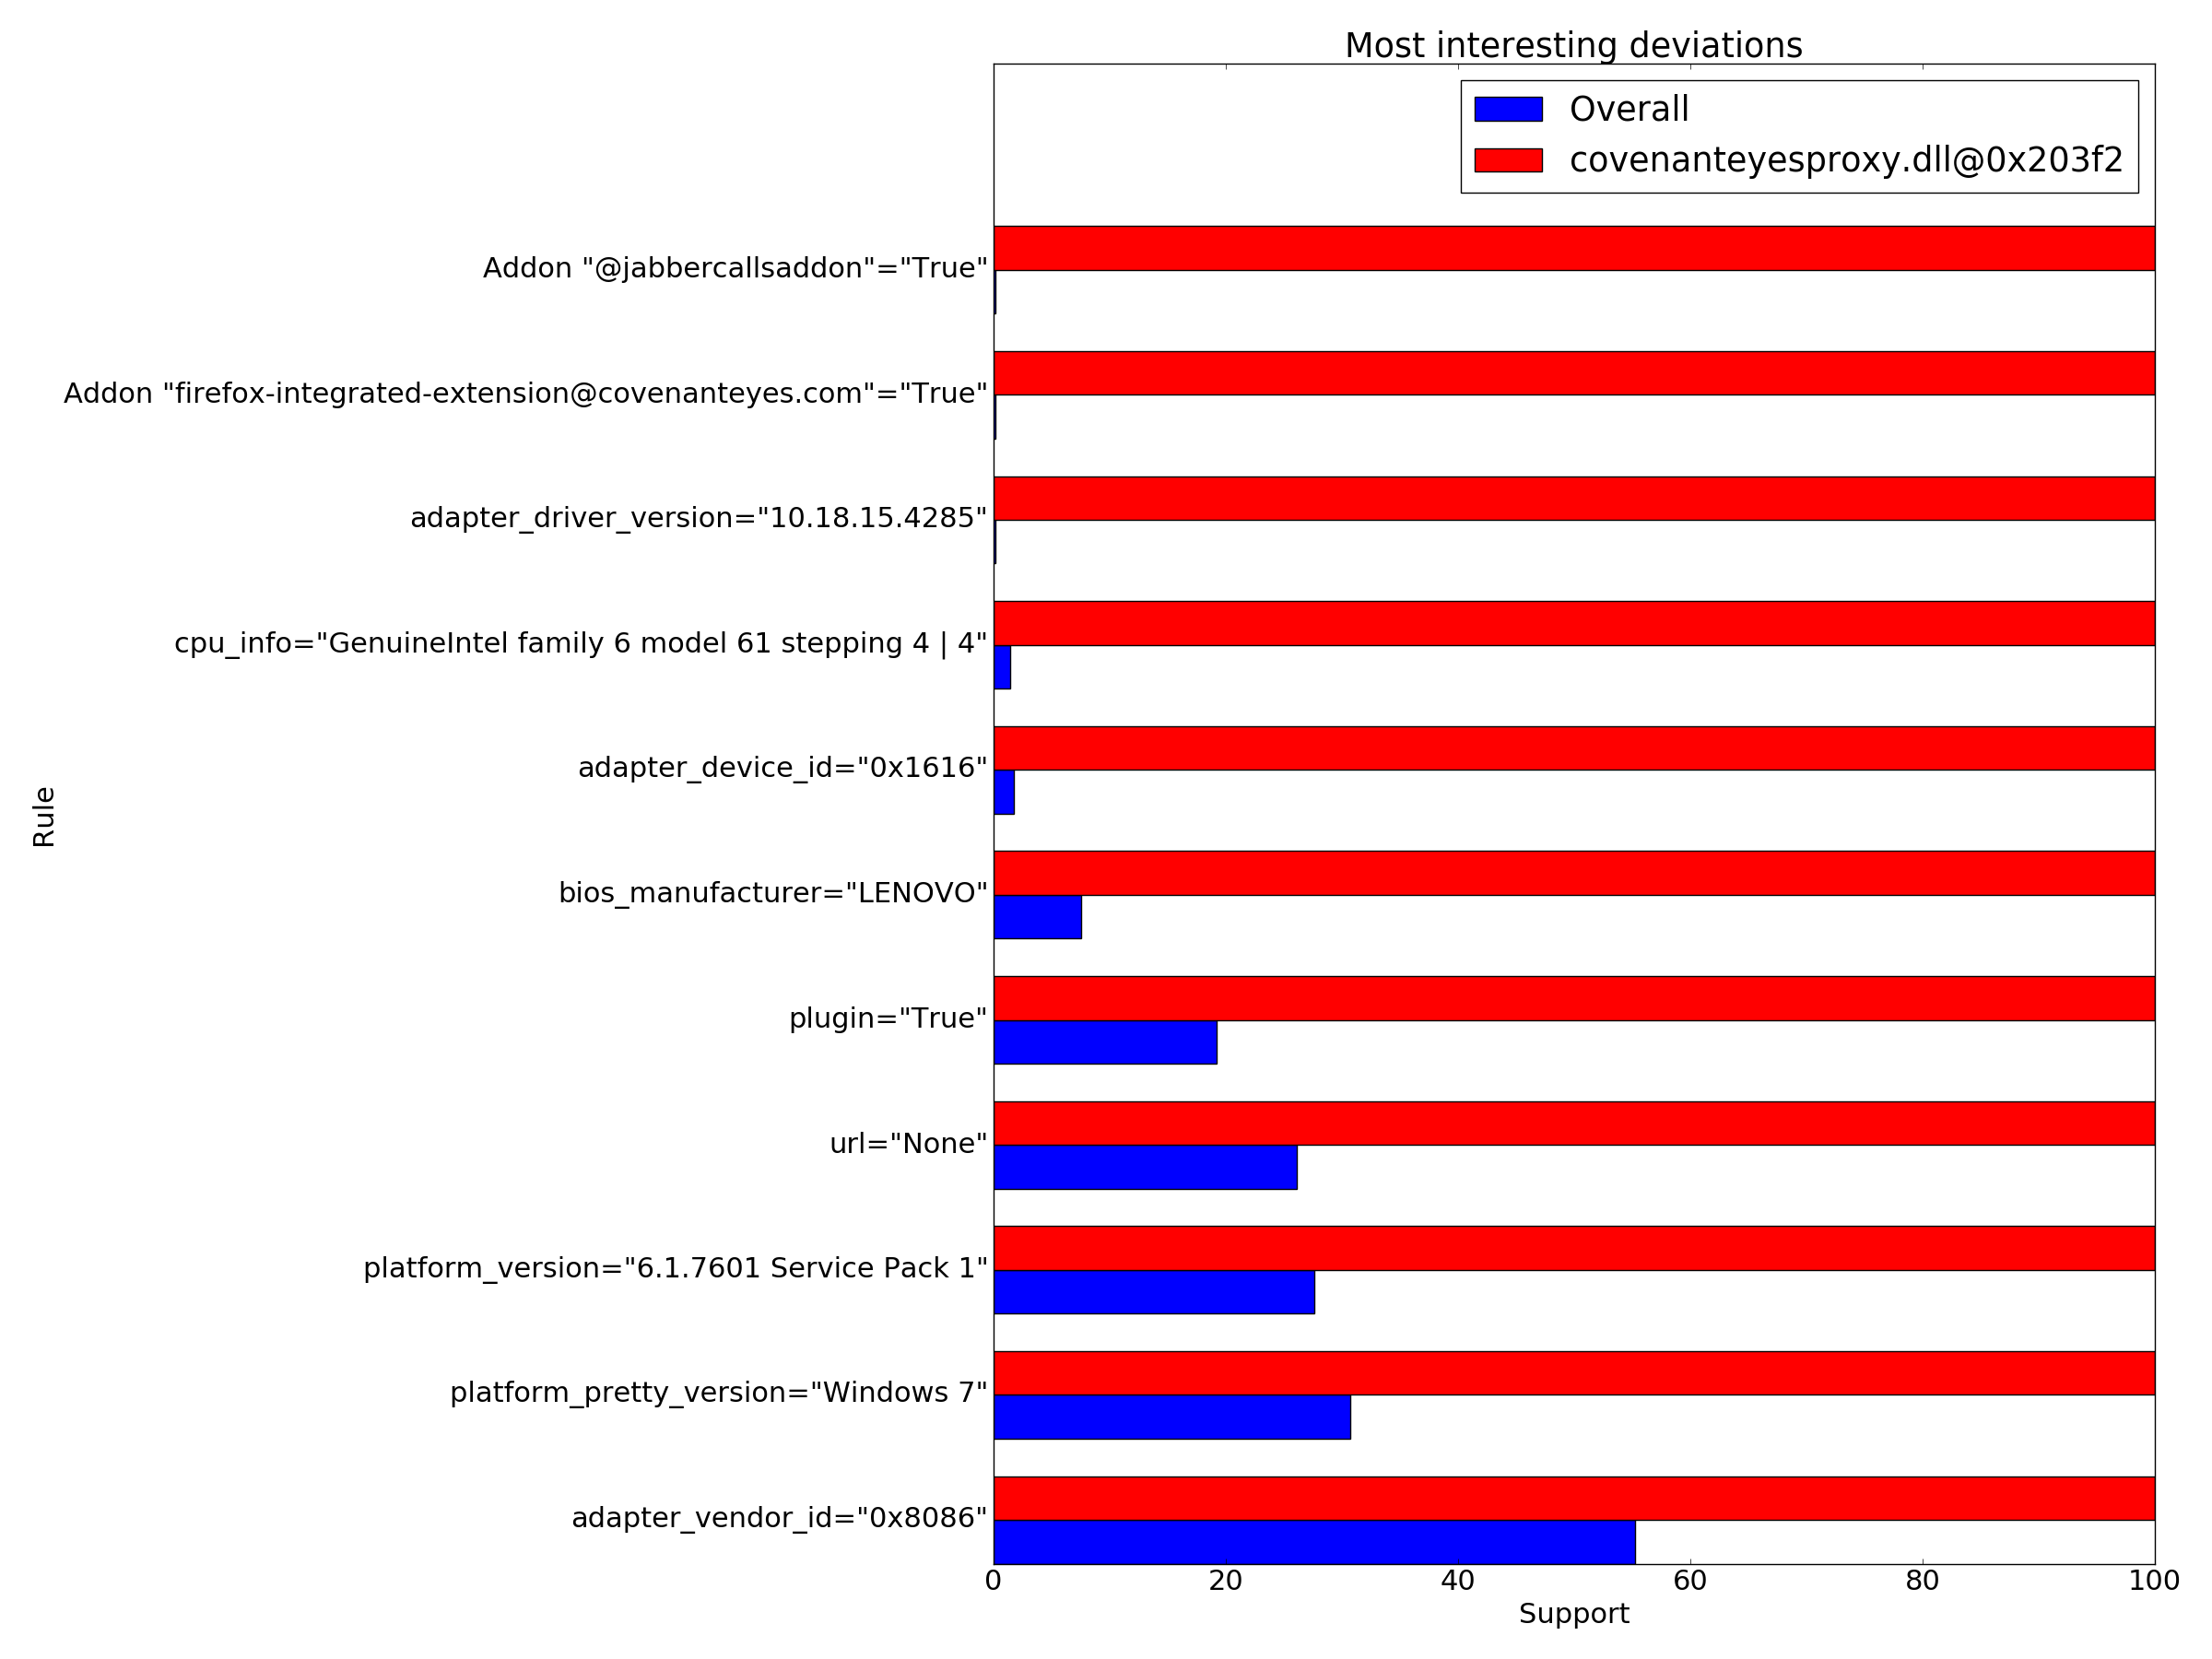 Most interesting deviations
Overall
covenanteyesproxy.dll@0x203f2
Addon "@jabbercallsaddon"="True"
Addon "firefox-integrated-extension@covenanteyes.com"="True"
adapter_driver_version="10.18.15.4285"
cpu_info="GenuineIntel family 6 model 61 stepping 4 | 4"
adapter_device_id="0x1616"
bios_manufacturer="LENOVO"
plugin="True"
url="None"
platform_version="6.1.7601 Service Pack 1"
platform_pretty_version="Windows 7"
adapter_vendor_id="0x8086"
Rule
0 20 40 60 80 100
Support